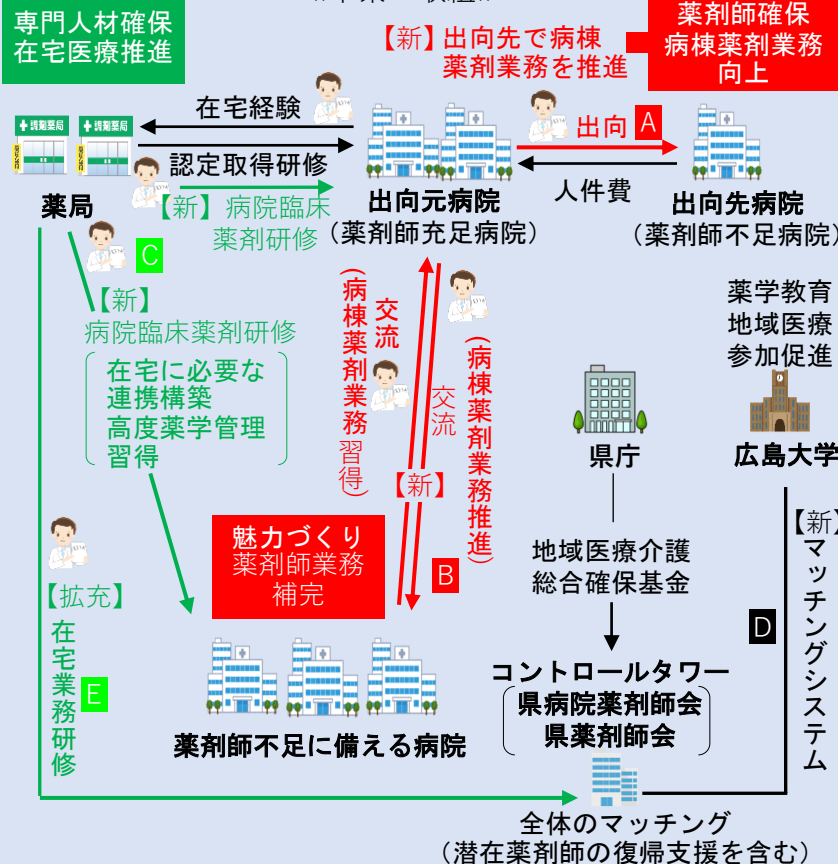 専門人材確保
在宅医療推進
【新】出向先で病棟
薬剤業務を推進
薬剤師確保
病棟薬剤業務
向上
在宅経験
認定取得研修
出向 A
人件費
調剤薬局
調剤薬局
薬局
【新】病院臨床
薬剤研修
出向元病院
(薬剤師充足病院)
出向先病院
(薬剤師不足病院)
C
【新】
病院臨床薬剤研修
在宅に必要な
連携構築
高度薬学管理
習得
交流
(病棟薬剤業務習得)
交流
(病棟薬剤業務推進)
【新】
B
薬学教育
地域医療
参加促進
県庁
広島大学
魅力づくり
薬剤師業務
補完
地域医療介護
総合確保基金
【新】
マッチングシステム
D
【拡充】
在宅業務研修
E
薬剤師不足に備える病院
コントロールタワー
県病院薬剤師会
県薬剤師会
全体のマッチング
(潜在薬剤師の復帰支援を含む)